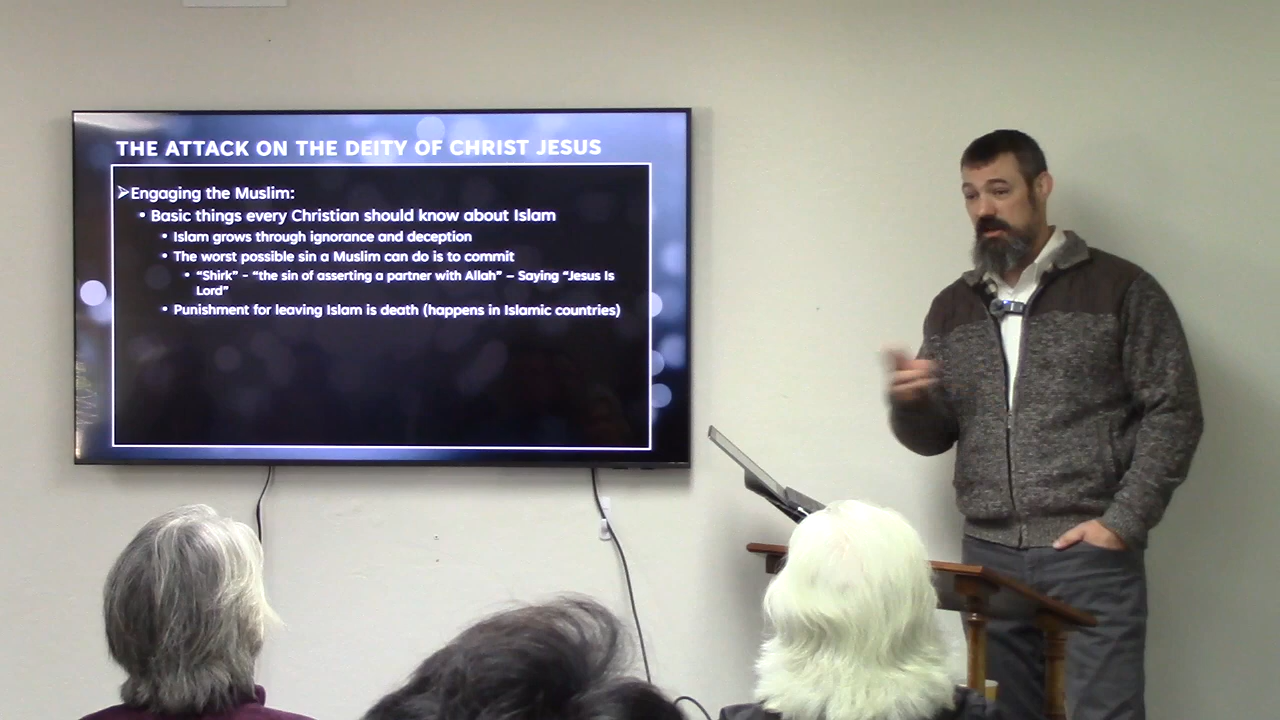 THE ATTACK ON THE DEITY OF CHRIST JESUS
➢Engaging the Muslim:
• Basic things every Christian should know about Islam
• Islam grows through ignorance and deception
• The worst possible sin a Muslim can do is to commit
• “Shirk” - “the sin of asserting a partner with Allah” – Saying “Jesus Is
Lord”
• Punishment for leaving Islam is death (happens in Islamic countries)